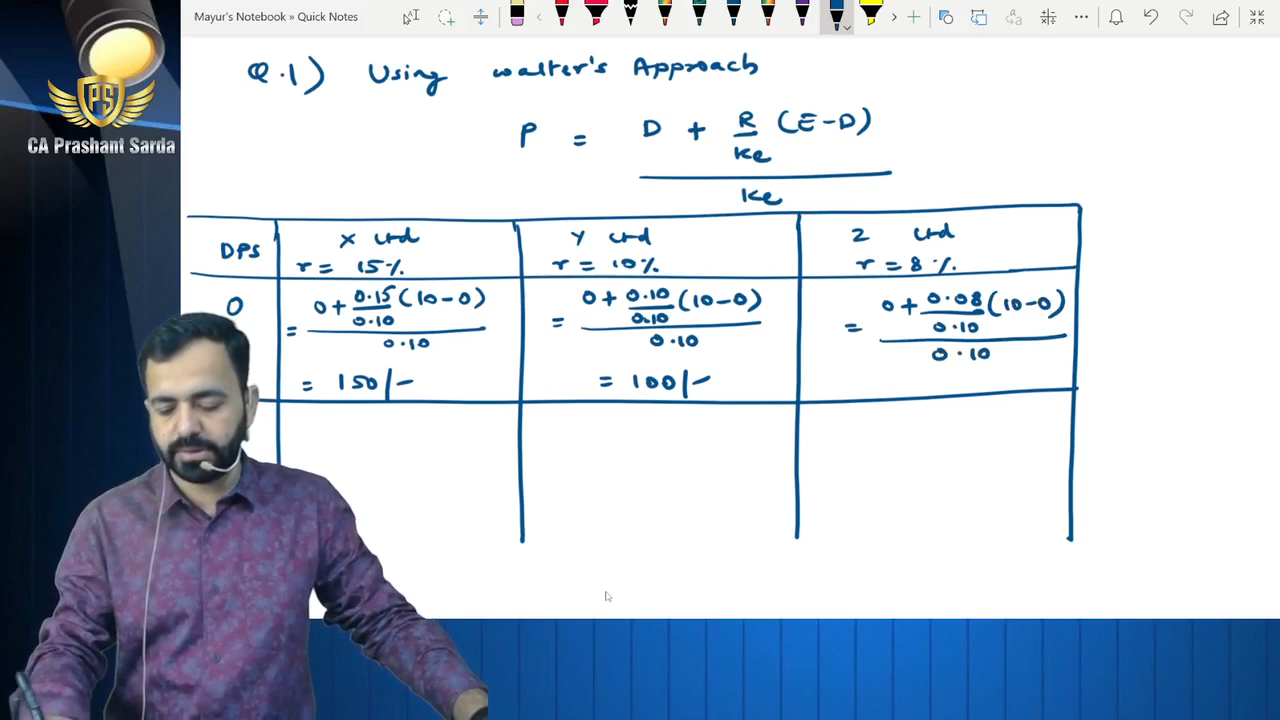 Mayur's Notebook » Quick Notes
PS
CA Prashant Sarda
Q.1) Using Walter's Approach
P = D + R/Ke (E-D)
Ke
DPS X Ltd Y Ltd Z Ltd
r = 15% r = 10% r = 8%
0 = 0 + 0.15/0.10 (10-0) / 0.10 = 0 + 0.10/0.10 (10-0) / 0.10 = 0 + 0.08/0.10 (10-0) / 0.10
= 150/- = 100/-